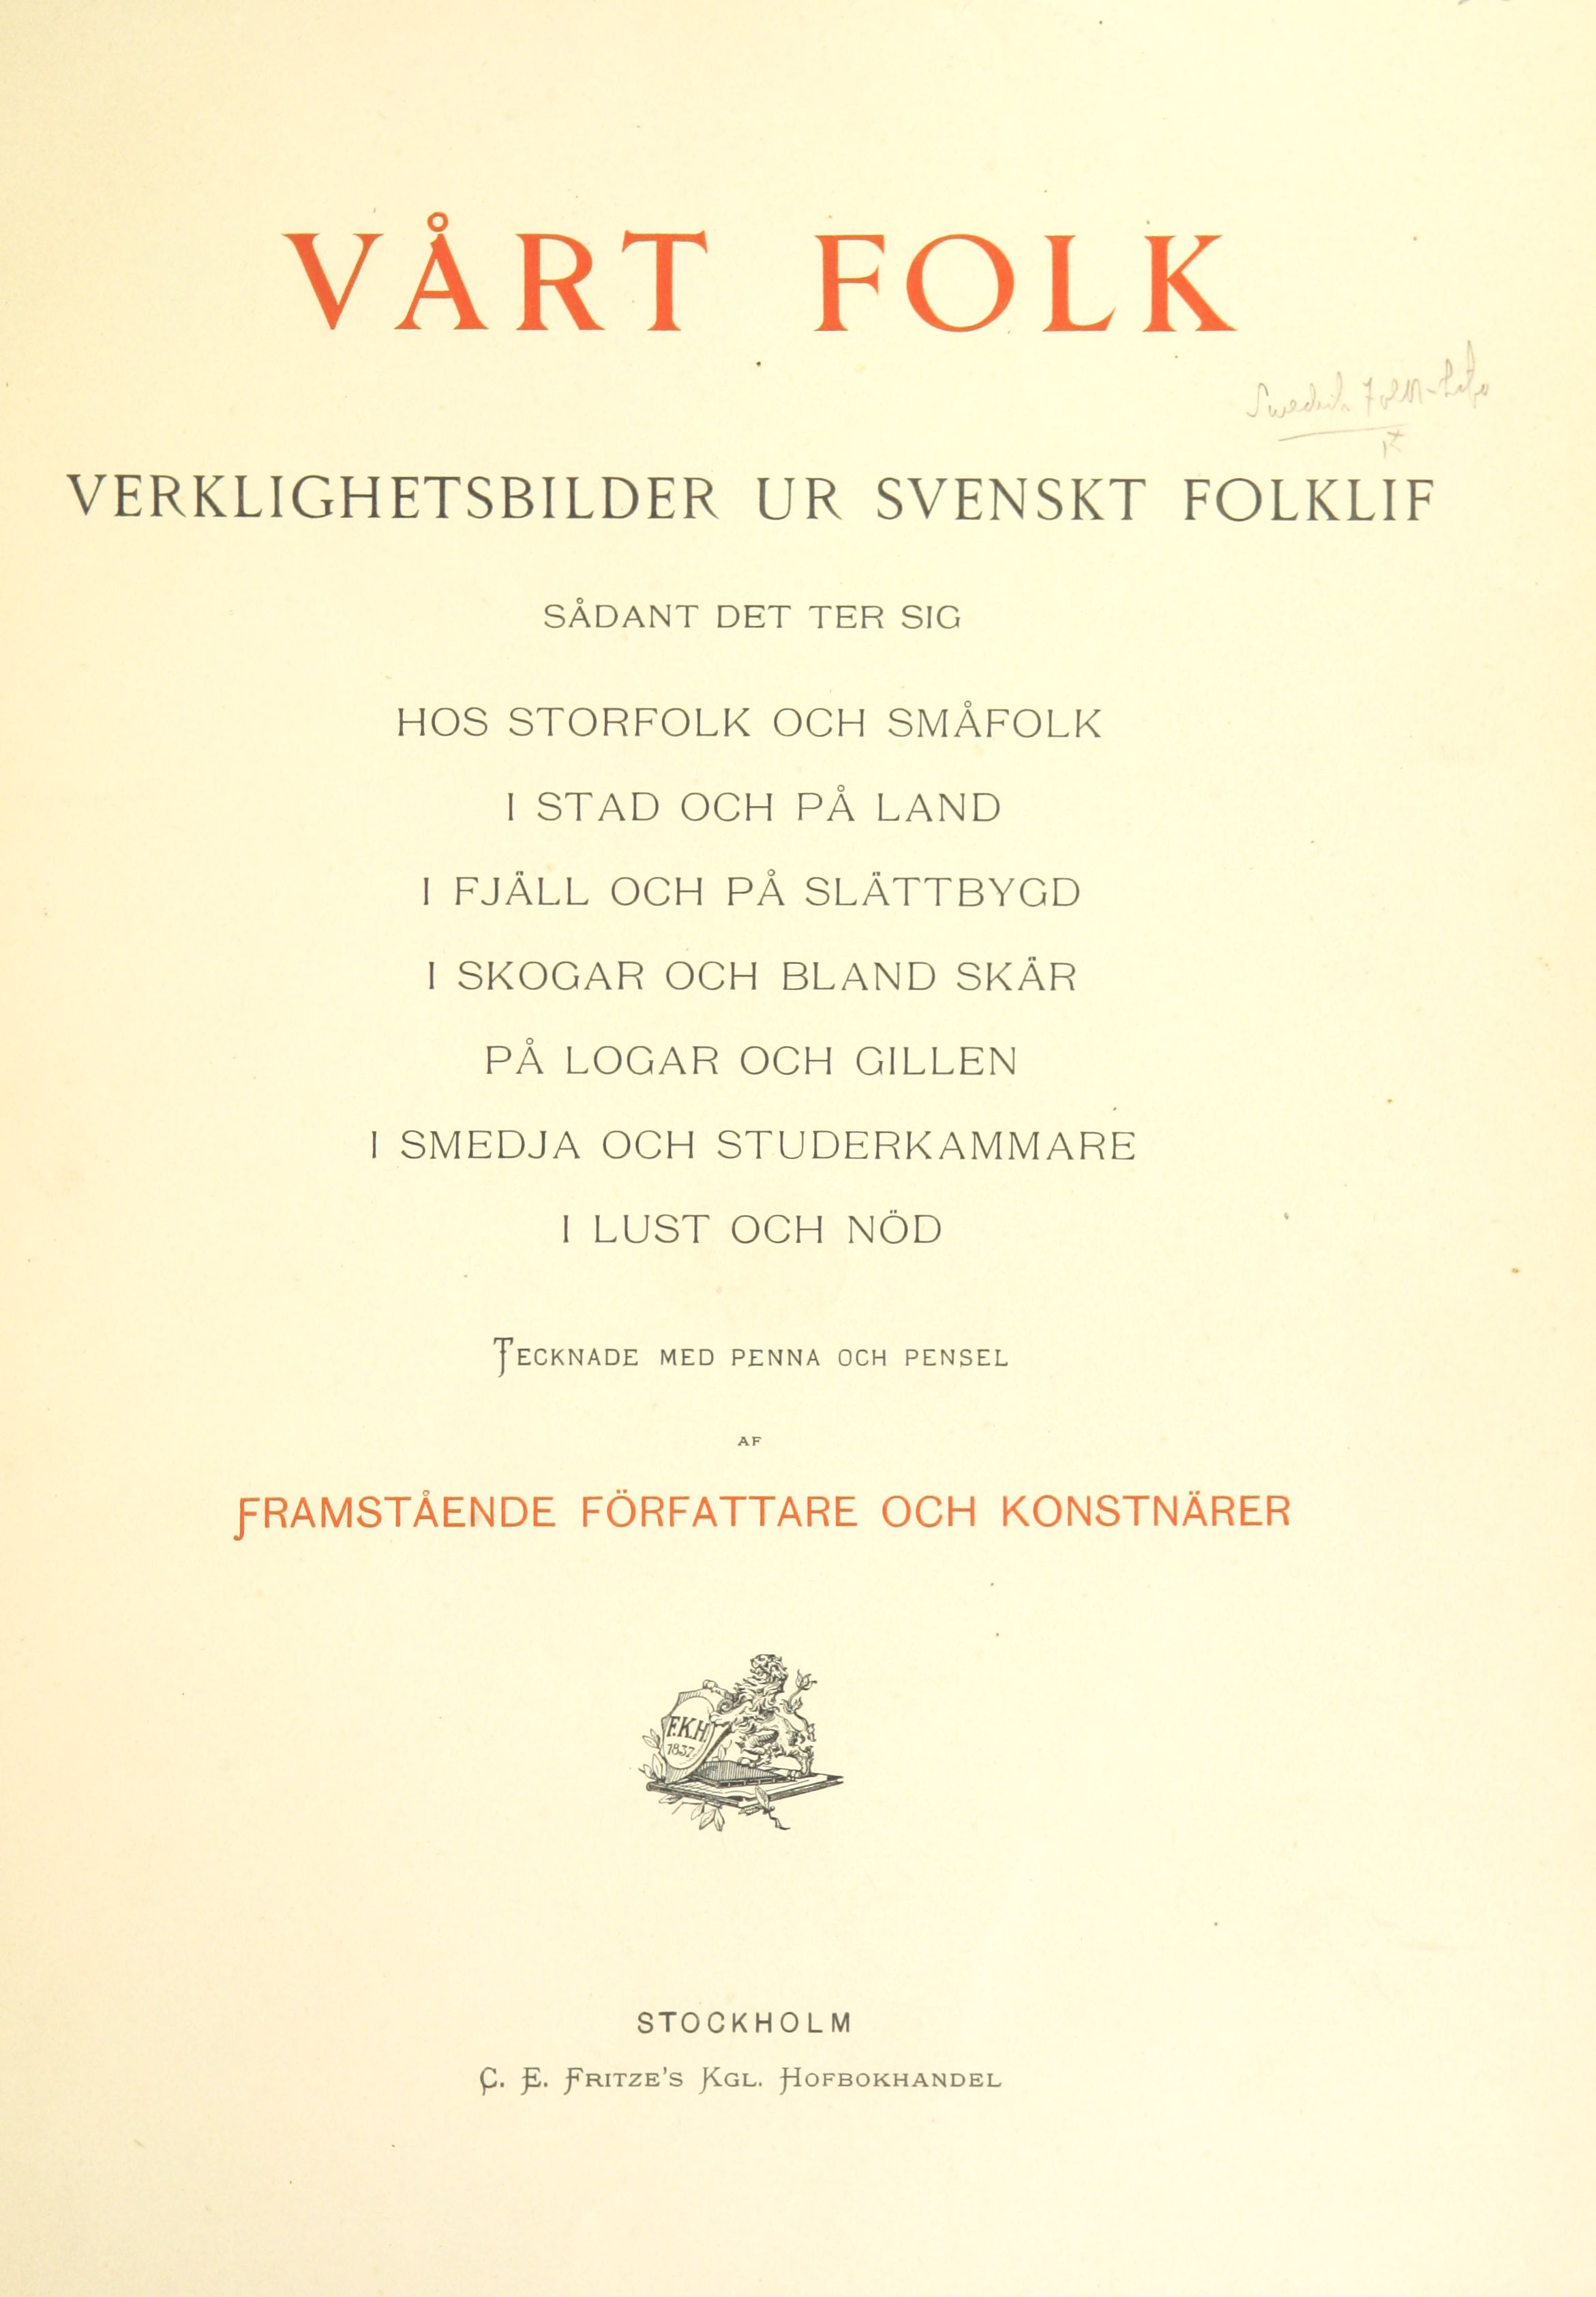 VÅRT FOLK
Swedish Folk-Life
VERKLIGHETSBILDER UR SVENSKT FOLKLIF
SÅDANT DET TER SIG
HOS STORFOLK OCH SMÅFOLK
I STAD OCH PÅ LAND
I FJÄLL OCH PÅ SLÄTTBYGD
I SKOGAR OCH BLAND SKÄR
PÅ LOGAR OCH GILLEN
I SMEDJA OCH STUDERKAMMARE
I LUST OCH NÖD
TECKNADE MED PENNA OCH PENSEL
AF
FRAMSTÅENDE FÖRFATTARE OCH KONSTNÄRER
F.K.H.
1837
STOCKHOLM
C. E. FRITZE'S KGL. HOFBOKHANDEL